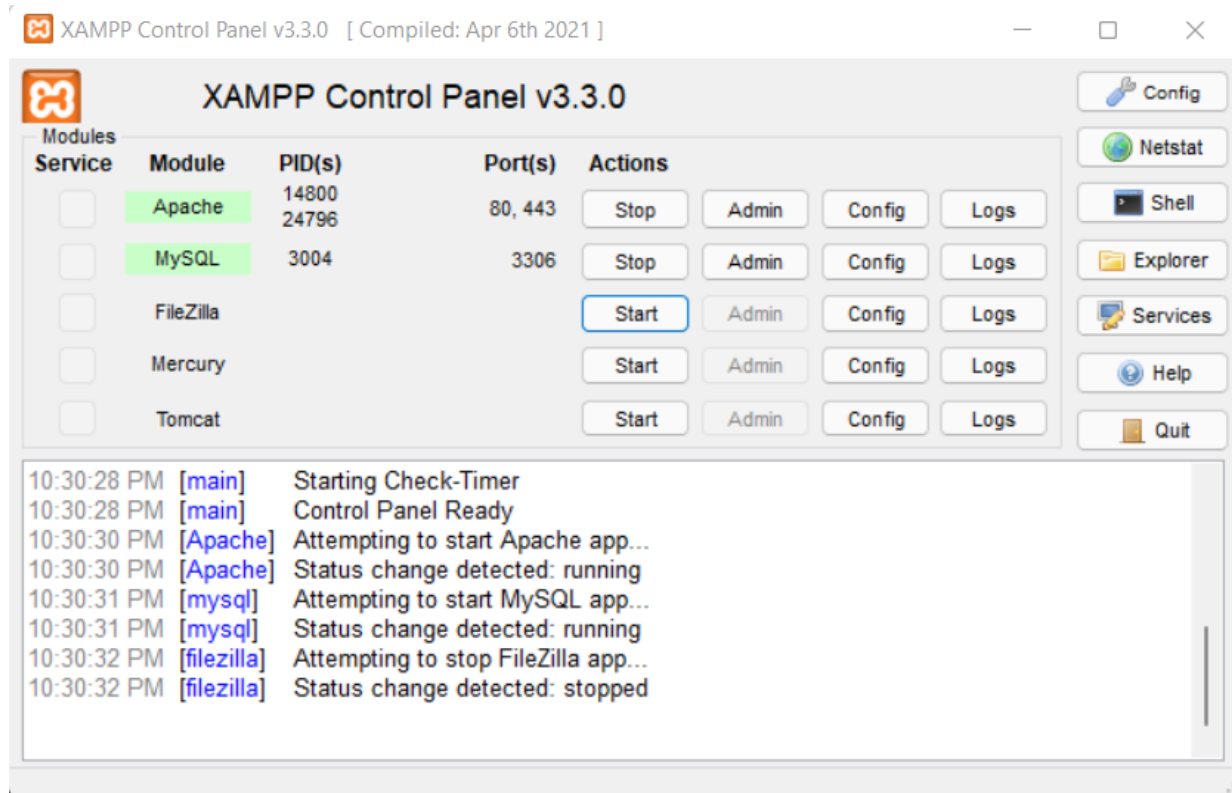 XAMPP Control Panel v3.3.0 [ Compiled: Apr 6th 2021 ]
XAMPP Control Panel v3.3.0
Config
Modules
Netstat
Service Module PID(s) Port(s) Actions
Apache 14800 24796 80, 443 Stop Admin Config Logs
Shell
MySQL 3004 3306 Stop Admin Config Logs
Explorer
FileZilla Start Admin Config Logs
Services
Mercury Start Admin Config Logs
Help
Tomcat Start Admin Config Logs
Quit
10:30:28 PM [main] Starting Check-Timer
10:30:28 PM [main] Control Panel Ready
10:30:30 PM [Apache] Attempting to start Apache app...
10:30:30 PM [Apache] Status change detected: running
10:30:31 PM [mysql] Attempting to start MySQL app...
10:30:31 PM [mysql] Status change detected: running
10:30:32 PM [filezilla] Attempting to stop FileZilla app...
10:30:32 PM [filezilla] Status change detected: stopped